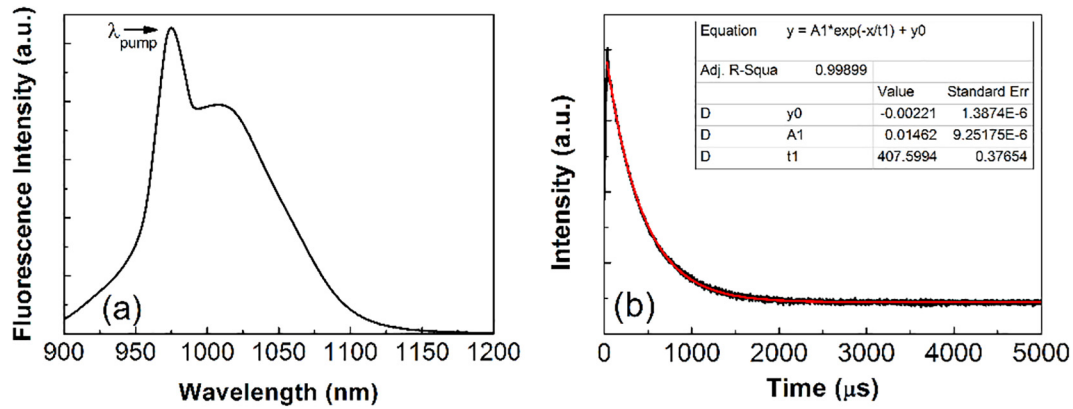 Fluorescence Intensity (a.u.)
λpump
(a)
900 950 1000 1050 1100 1150 1200
Wavelength (nm)
Intensity (a.u.)
Equation y = A1*exp(-x/t1) + y0
Adj. R-Squa 0.99899
Value Standard Err
D y0 -0.00221 1.3874E-6
D A1 0.01462 9.25175E-6
D t1 407.5994 0.37654
(b)
0 1000 2000 3000 4000 5000
Time (μs)